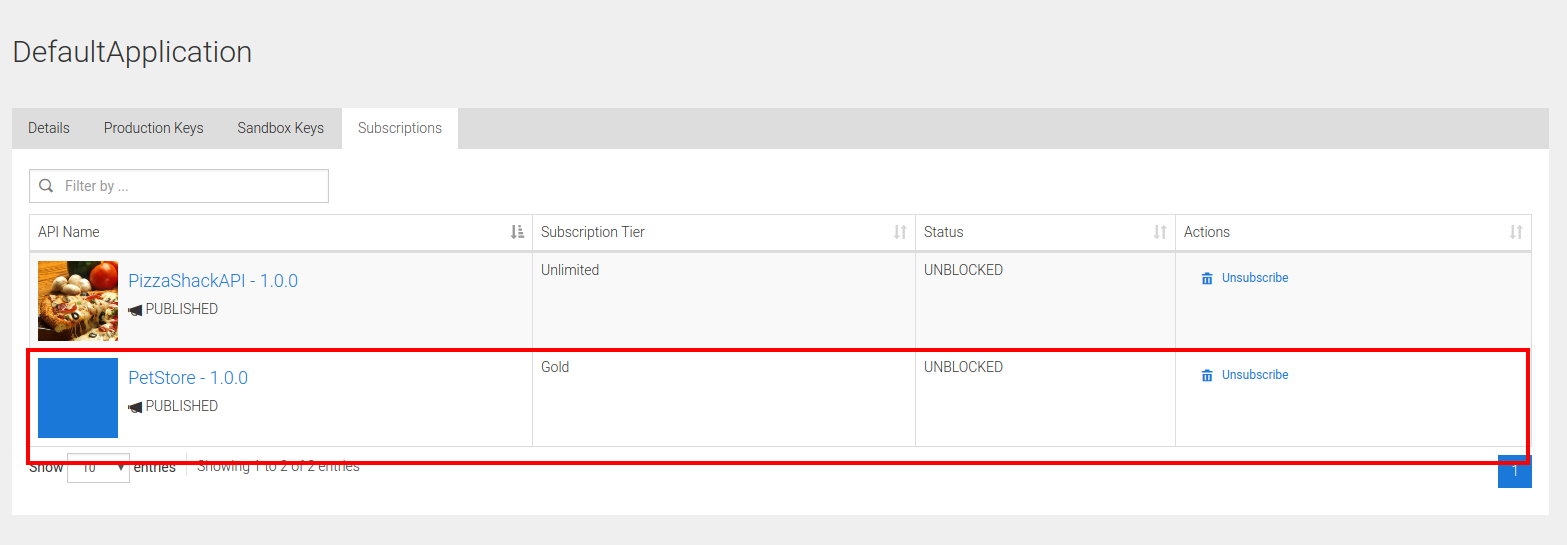 DefaultApplication
Details Production Keys Sandbox Keys Subscriptions
Filter by ...
API Name Subscription Tier Status Actions
PizzaShackAPI - 1.0.0 Unlimited UNBLOCKED Unsubscribe
PUBLISHED
PetStore - 1.0.0 Gold UNBLOCKED Unsubscribe
PUBLISHED
Show 10 entries Showing 1 to 2 of 2 entries 1